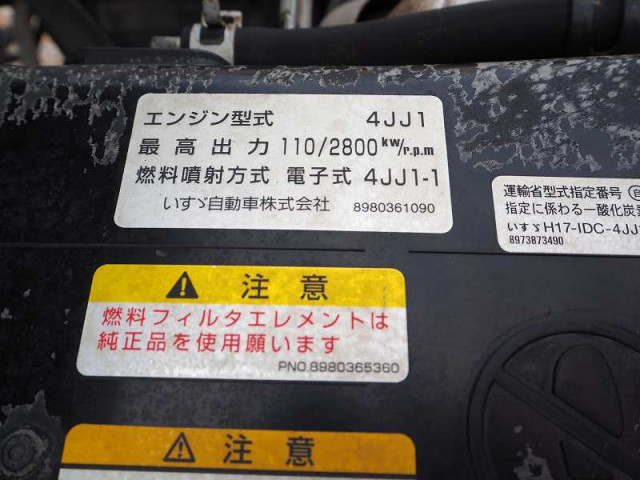 エンジン型式 4JJ1
最高出力 110/2800 kW/r.p.m
燃料噴射方式 電子式 4JJ1-1
いすゞ自動車株式会社 8980361090
運輸省型式指定番号
指定に係わる一酸化炭素
いすゞH17-IDC-4JJ
8973873490
注意
燃料フィルタエレメントは
純正品を使用願います
PNO.8980365360
注意